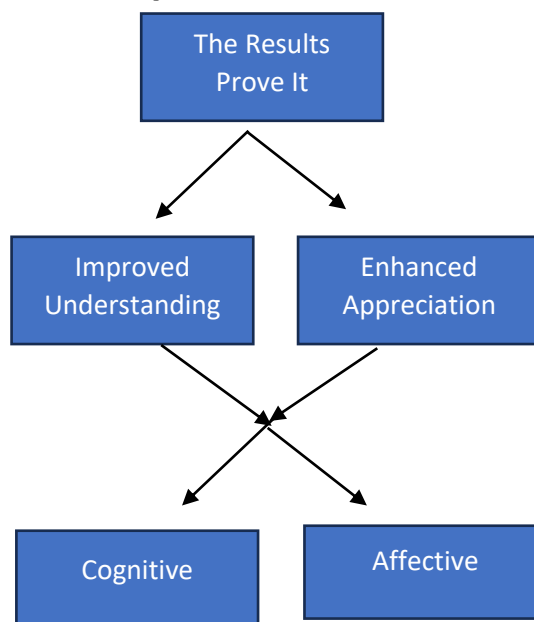 The Results
Prove It
Improved
Understanding
Enhanced
Appreciation
Cognitive
Affective